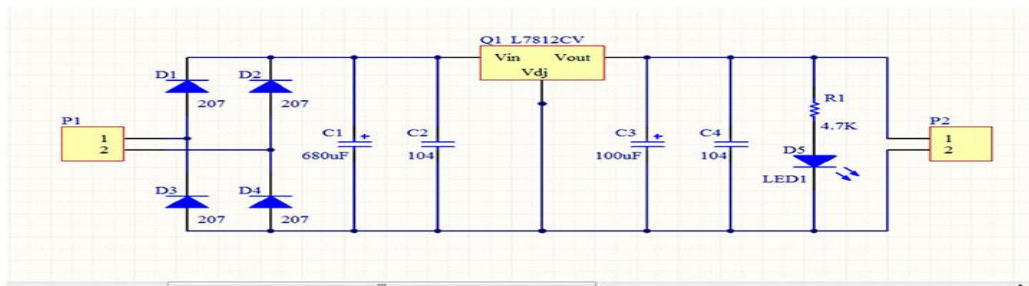 Q1 L7812CV
Vin Vout
Vdj
D1
207
D2
207
P1
1
2
C1
680uF
C2
104
C3
100uF
C4
104
R1
4.7K
D5
LED1
P2
1
2
D3
207
D4
207